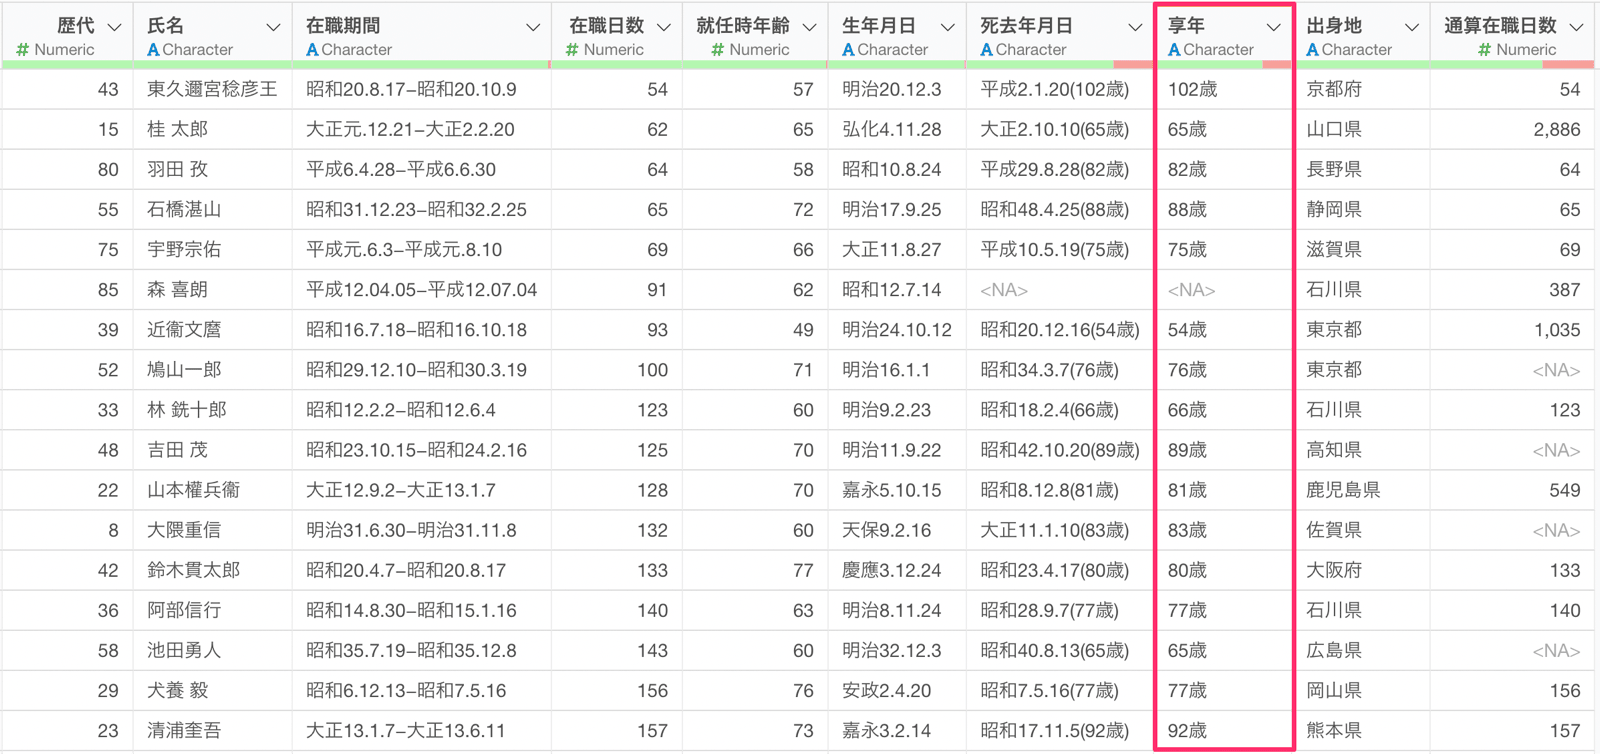 歴代 氏名 在職期間 在職日数 就任時年齢 生年月日 死去年月日 享年 出身地 通算在職日数
# Numeric A Character A Character # Numeric # Numeric A Character A Character A Character A Character # Numeric
43 東久邇宮稔彦王 昭和20.8.17–昭和20.10.9 54 57 明治20.12.3 平成2.1.20(102歳) 102歳 京都府 54
15 桂 太郎 大正元.12.21–大正2.2.20 62 65 弘化4.11.28 大正2.10.10(65歳) 65歳 山口県 2,886
80 羽田 孜 平成6.4.28–平成6.6.30 64 58 昭和10.8.24 平成29.8.28(82歳) 82歳 長野県 64
55 石橋湛山 昭和31.12.23–昭和32.2.25 65 72 明治17.9.25 昭和48.4.25(88歳) 88歳 静岡県 65
75 宇野宗佑 平成元.6.3–平成元.8.10 69 66 大正11.8.27 平成10.5.19(75歳) 75歳 滋賀県 69
85 森 喜朗 平成12.04.05–平成12.07.04 91 62 昭和12.7.14 <NA> <NA> 石川県 387
39 近衞文麿 昭和16.7.18–昭和16.10.18 93 49 明治24.10.12 昭和20.12.16(54歳) 54歳 東京都 1,035
52 鳩山一郎 昭和29.12.10–昭和30.3.19 100 71 明治16.1.1 昭和34.3.7(76歳) 76歳 東京都 <NA>
33 林 銑十郎 昭和12.2.2–昭和12.6.4 123 60 明治9.2.23 昭和18.2.4(66歳) 66歳 石川県 123
48 吉田 茂 昭和23.10.15–昭和24.2.16 125 70 明治11.9.22 昭和42.10.20(89歳) 89歳 高知県 <NA>
22 山本權兵衞 大正12.9.2–大正13.1.7 128 70 嘉永5.10.15 昭和8.12.8(81歳) 81歳 鹿児島県 549
8 大隈重信 明治31.6.30–明治31.11.8 132 60 天保9.2.16 大正11.1.10(83歳) 83歳 佐賀県 <NA>
42 鈴木貫太郎 昭和20.4.7–昭和20.8.17 133 77 慶應3.12.24 昭和23.4.17(80歳) 80歳 大阪府 133
36 阿部信行 昭和14.8.30–昭和15.1.16 140 63 明治8.11.24 昭和28.9.7(77歳) 77歳 石川県 140
58 池田勇人 昭和35.7.19–昭和35.12.8 143 60 明治32.12.3 昭和40.8.13(65歳) 65歳 広島県 <NA>
29 犬養 毅 昭和6.12.13–昭和7.5.16 156 76 安政2.4.20 昭和7.5.16(77歳) 77歳 岡山県 156
23 清浦奎吾 大正13.1.7–大正13.6.11 157 73 嘉永3.2.14 昭和17.11.5(92歳) 92歳 熊本県 157